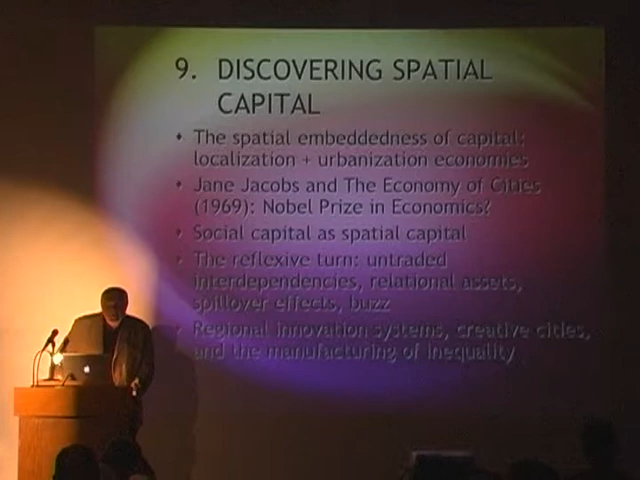 9. DISCOVERING SPATIAL
CAPITAL
• The spatial embeddedness of capital:
localization + urbanization economies
• Jane Jacobs and The Economy of Cities
(1969): Nobel Prize in Economics?
• Social capital as spatial capital
• The reflexive turn: untraded
interdependencies, relational assets,
spillover effects, buzz
• Regional innovation systems, creative cities,
and the manufacturing of inequality